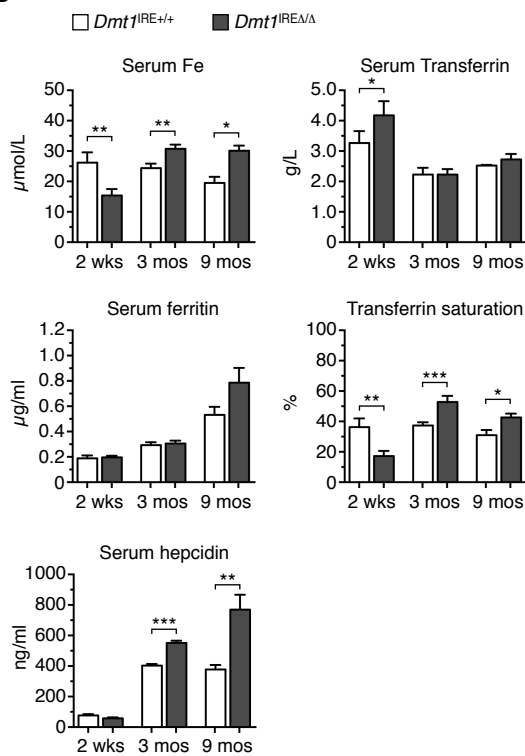 Dmt1IRE+/+ Dmt1IREΔ/Δ
Serum Fe
µmol/L
50
40
30
20
10
0
** ** *
2 wks 3 mos 9 mos
Serum Transferrin
g/L
5.0
4.0
3.0
2.0
1.0
0
*
2 wks 3 mos 9 mos
Serum ferritin
µg/ml
1.2
1.0
0.8
0.6
0.4
0.2
0
2 wks 3 mos 9 mos
Transferrin saturation
%
100
80
60
40
20
0
** *** *
2 wks 3 mos 9 mos
Serum hepcidin
ng/ml
1000
800
600
400
200
0
*** **
2 wks 3 mos 9 mos